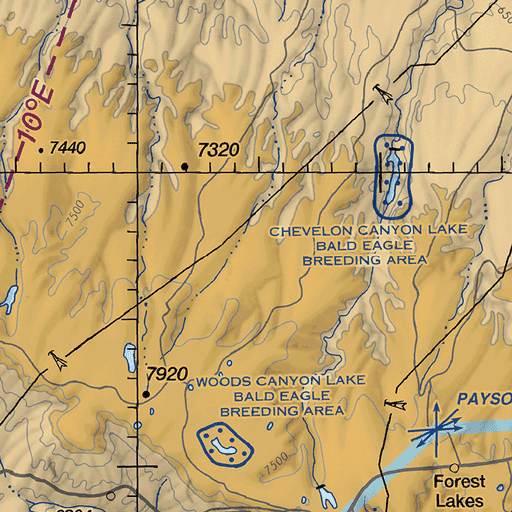 10°E
7440
7320
7500
CHEVELON CANYON LAKE
BALD EAGLE
BREEDING AREA
7920
WOODS CANYON LAKE
BALD EAGLE
BREEDING AREA
PAYSO
7500
Forest
Lakes